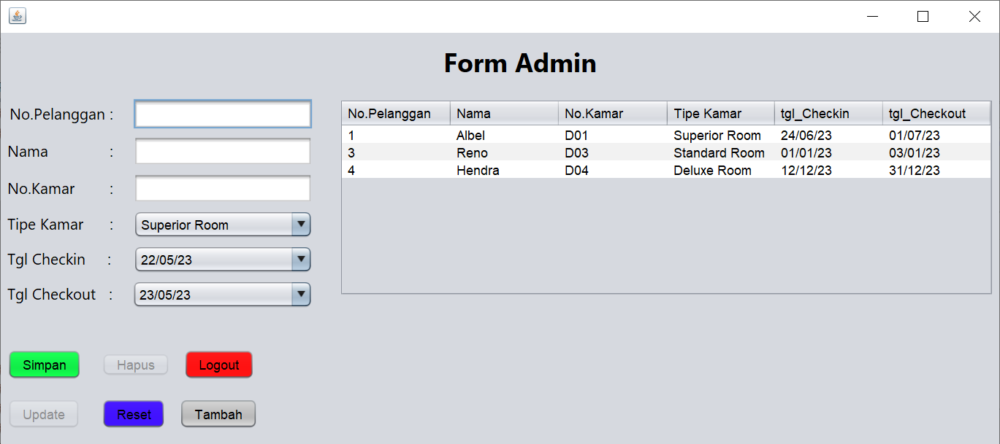 Form Admin
No.Pelanggan :
Nama :
No.Kamar :
Tipe Kamar : Superior Room
Tgl Checkin : 22/05/23
Tgl Checkout : 23/05/23
No.Pelanggan Nama No.Kamar Tipe Kamar tgl_Checkin tgl_Checkout
1 Albel D01 Superior Room 24/06/23 01/07/23
3 Reno D03 Standard Room 01/01/23 03/01/23
4 Hendra D04 Deluxe Room 12/12/23 31/12/23
Simpan Hapus Logout
Update Reset Tambah